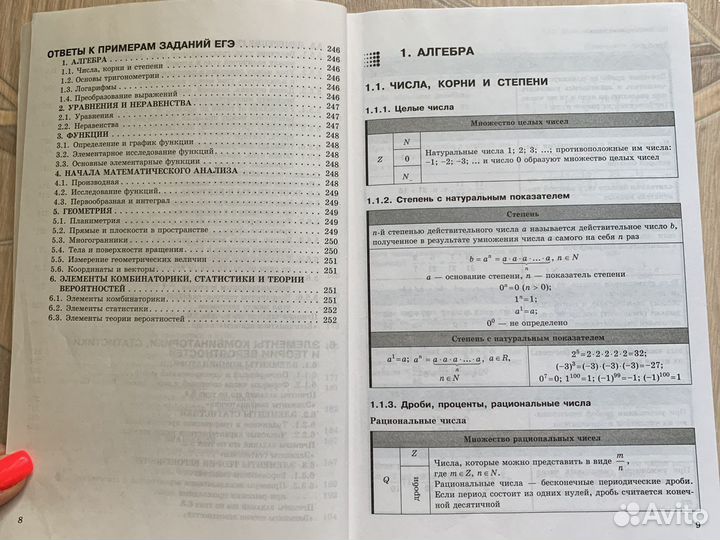 ОТВЕТЫ К ПРИМЕРАМ ЗАДАНИЙ ЕГЭ 246
1. АЛГЕБРА 246
1.1. Числа, корни и степени 246
1.2. Основы тригонометрии 246
1.3. Логарифмы 246
1.4. Преобразование выражений 246
2. УРАВНЕНИЯ И НЕРАВЕНСТВА 247
2.1. Уравнения 247
2.2. Неравенства 247
3. ФУНКЦИИ 248
3.1. Определение и график функции 248
3.2. Элементарное исследование функций 248
3.3. Основные элементарные функции 248
4. НАЧАЛА МАТЕМАТИЧЕСКОГО АНАЛИЗА 248
4.1. Производная 248
4.2. Исследование функций 249
4.3. Первообразная и интеграл 249
5. ГЕОМЕТРИЯ 249
5.1. Планиметрия 249
5.2. Прямые и плоскости в пространстве 249
5.3. Многогранники 250
5.4. Тела и поверхности вращения 250
5.5. Измерение геометрических величин 250
5.6. Координаты и векторы 251
6. ЭЛЕМЕНТЫ КОМБИНАТОРИКИ, СТАТИСТИКИ И ТЕОРИИ
ВЕРОЯТНОСТЕЙ 251
6.1. Элементы комбинаторики 251
6.2. Элементы статистики 252
6.3. Элементы теории вероятностей 252
8
1. АЛГЕБРА
1.1. ЧИСЛА, КОРНИ И СТЕПЕНИ
1.1.1. Целые числа
Множество целых чисел
Z N 0 Натуральные числа 1; 2; 3; ...; противоположные им числа:
–1; –2; –3; ... и число 0 образуют множество целых чисел
1.1.2. Степень с натуральным показателем
Степень
n-й степенью действительного числа a называется действительное число b,
полученное в результате умножения числа a самого на себя n раз
b = aⁿ = a·a·a·...·a, n∈N
n
a — основание степени, n — показатель степени
0ⁿ=0 (n > 0);
1ⁿ=1;
a¹=a;
0⁰ — не определено
Степень с натуральным показателем
a¹=a; aⁿ = a·a·a·...·a, a∈R,
n
n∈N
2⁵=2·2·2·2·2=32;
(–3)³=(–3)·(–3)·(–3)=–27;
0⁷=0; 1¹⁰⁰=1; (–1)⁹⁹=–1; (–1)¹⁰⁰=1
1.1.3. Дроби, проценты, рациональные числа
Рациональные числа
Множество рациональных чисел
Q Z дроби
Числа, которые можно представить в виде m/n,
где m∈Z, n∈N.
Рациональные числа — бесконечные периодические дроби.
Если период состоит из одних нулей, дробь считается конеч-
ной десятичной
9
Avito